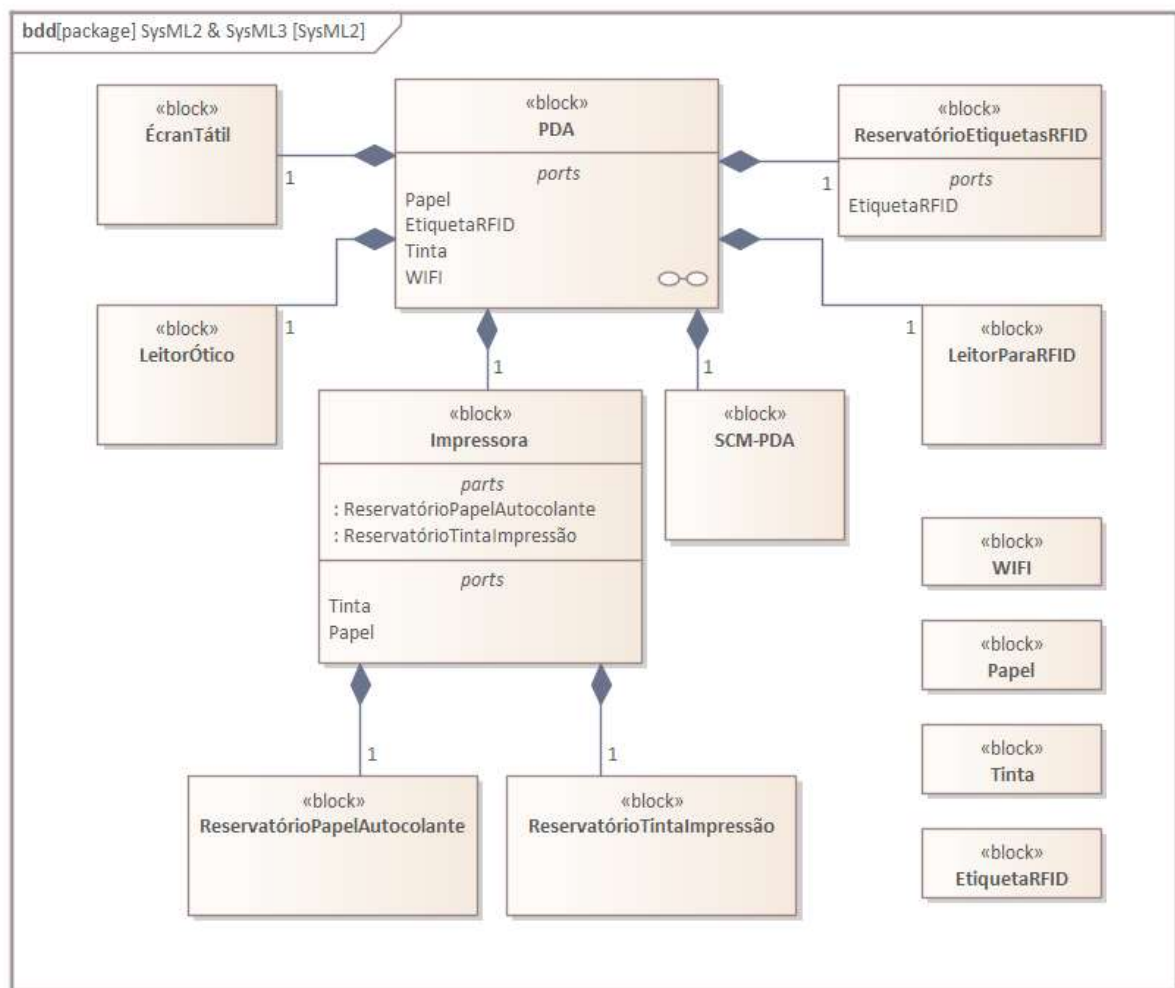 bdd[package] SysML2 & SysML3 [SysML2]
«block»
ÉcranTátil
1
«block»
PDA
ports
Papel
EtiquetaRFID
Tinta
WIFI
«block»
ReservatórioEtiquetasRFID
ports
EtiquetaRFID
1
«block»
LeitorÓtico
1
«block»
LeitorParaRFID
1
1
«block»
Impressora
parts
: ReservatórioPapelAutocolante
: ReservatórioTintaImpressão
ports
Tinta
Papel
1
«block»
SCM-PDA
«block»
WIFI
«block»
Papel
«block»
Tinta
«block»
EtiquetaRFID
1
«block»
ReservatórioPapelAutocolante
1
«block»
ReservatórioTintaImpressão